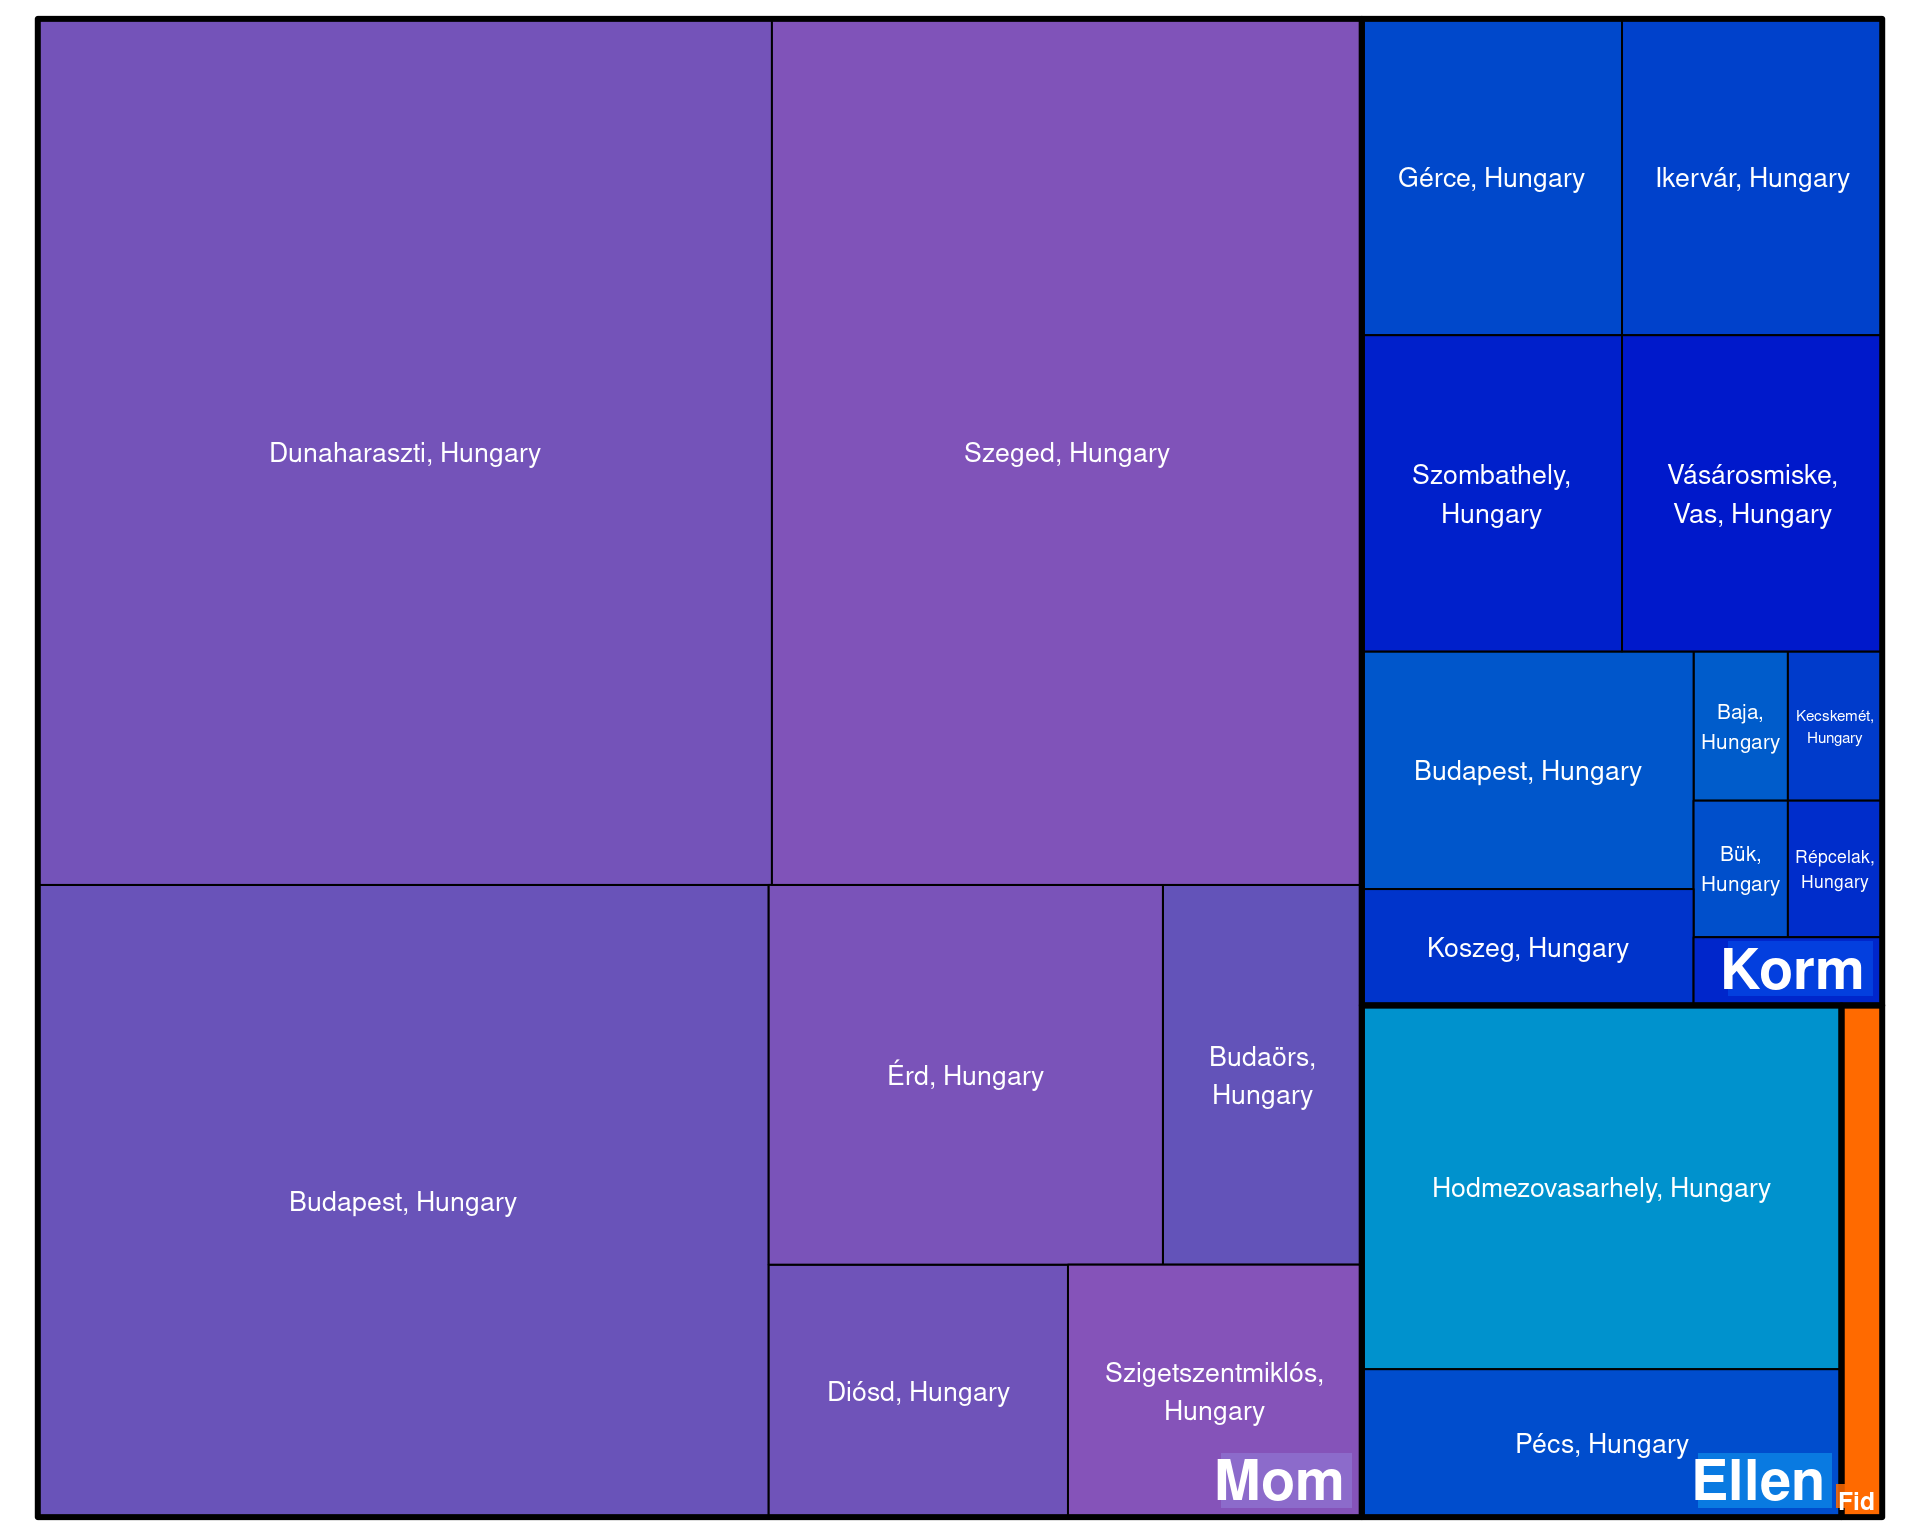 Dunaharaszti, Hungary
Szeged, Hungary
Budapest, Hungary
Érd, Hungary
Budaörs,
Hungary
Diósd, Hungary
Szigetszentmiklós,
Hungary
Mom
Gérce, Hungary
Ikervár, Hungary
Szombathely,
Hungary
Vásárosmiske,
Vas, Hungary
Budapest, Hungary
Baja,
Hungary
Kecskemét,
Hungary
Bük,
Hungary
Répcelak,
Hungary
Koszeg, Hungary
Korm
Hodmezovasarhely, Hungary
Pécs, Hungary
Ellen
Fid